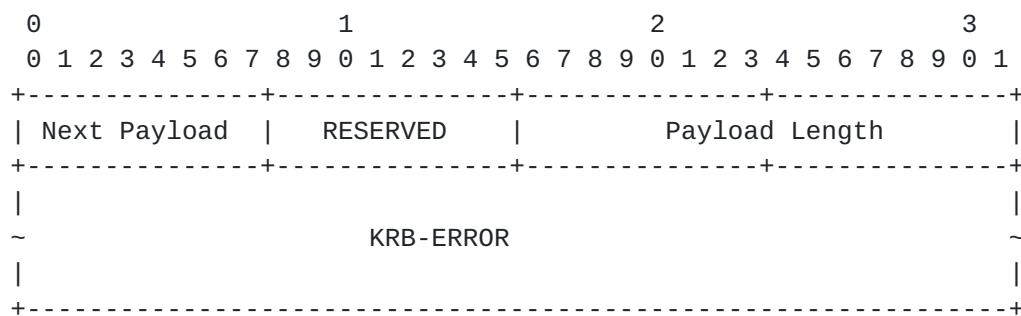 0                   1                   2                   3
 0 1 2 3 4 5 6 7 8 9 0 1 2 3 4 5 6 7 8 9 0 1 2 3 4 5 6 7 8 9 0 1
+---------------+---------------+---------------+---------------+
| Next Payload  |   RESERVED    |         Payload Length        |
+---------------+---------------+---------------+---------------+
|                                                               |
~                      KRB-ERROR                                ~
|                                                               |
+---------------------------------------------------------------+